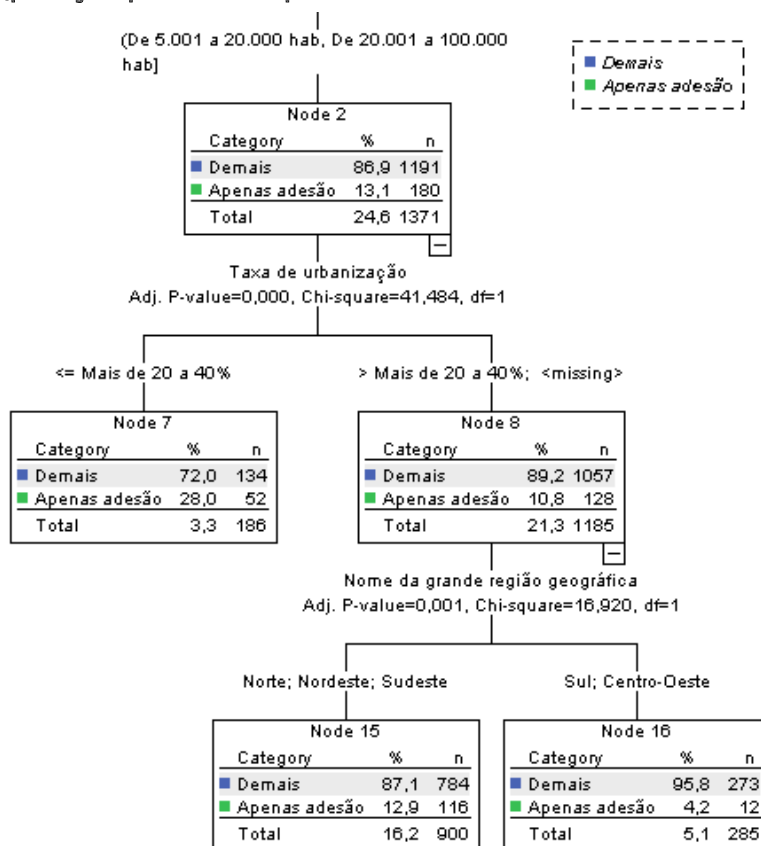 (De 5.001 a 20.000 hab, De 20.001 a 100.000
hab]
Demais
Apenas adesão
Node 2
Category % n
Demais 86,9 1191
Apenas adesão 13,1 180
Total 24,6 1371
Taxa de urbanização
Adj. P-value=0,000, Chi-square=41,484, df=1
<= Mais de 20 a 40%
> Mais de 20 a 40%; <missing>
Node 7
Category % n
Demais 72,0 134
Apenas adesão 28,0 52
Total 3,3 186
Node 8
Category % n
Demais 89,2 1057
Apenas adesão 10,8 128
Total 21,3 1185
Nome da grande região geográfica
Adj. P-value=0,001, Chi-square=16,920, df=1
Norte; Nordeste; Sudeste
Sul; Centro-Oeste
Node 15
Category % n
Demais 87,1 784
Apenas adesão 12,9 116
Total 16,2 900
Node 16
Category % n
Demais 95,8 273
Apenas adesão 4,2 12
Total 5,1 285